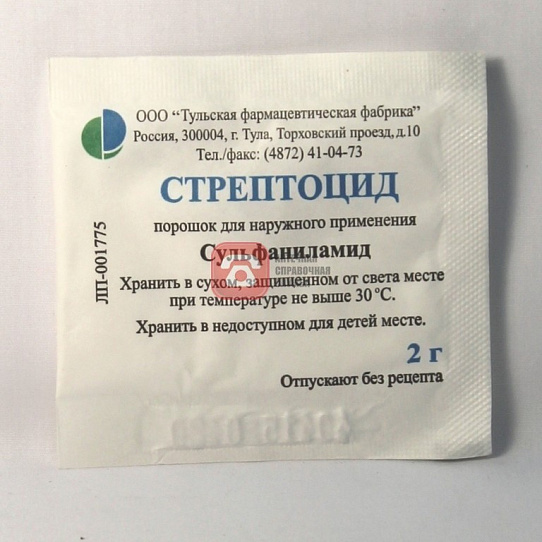 ООО “Тульская фармацевтическая фабрика”
Россия, 300004, г. Тула, Торховский проезд, д.10
Тел./факс: (4872) 41-04-73
СТРЕПТОЦИД
порошок для наружного применения
Сульфаниламид
СПРАВОЧНАЯ
Хранить в сухом, защищенном от света месте
при температуре не выше 30 °С.
Хранить в недоступном для детей месте.
2 г
Отпускают без рецепта
ЛП-001775